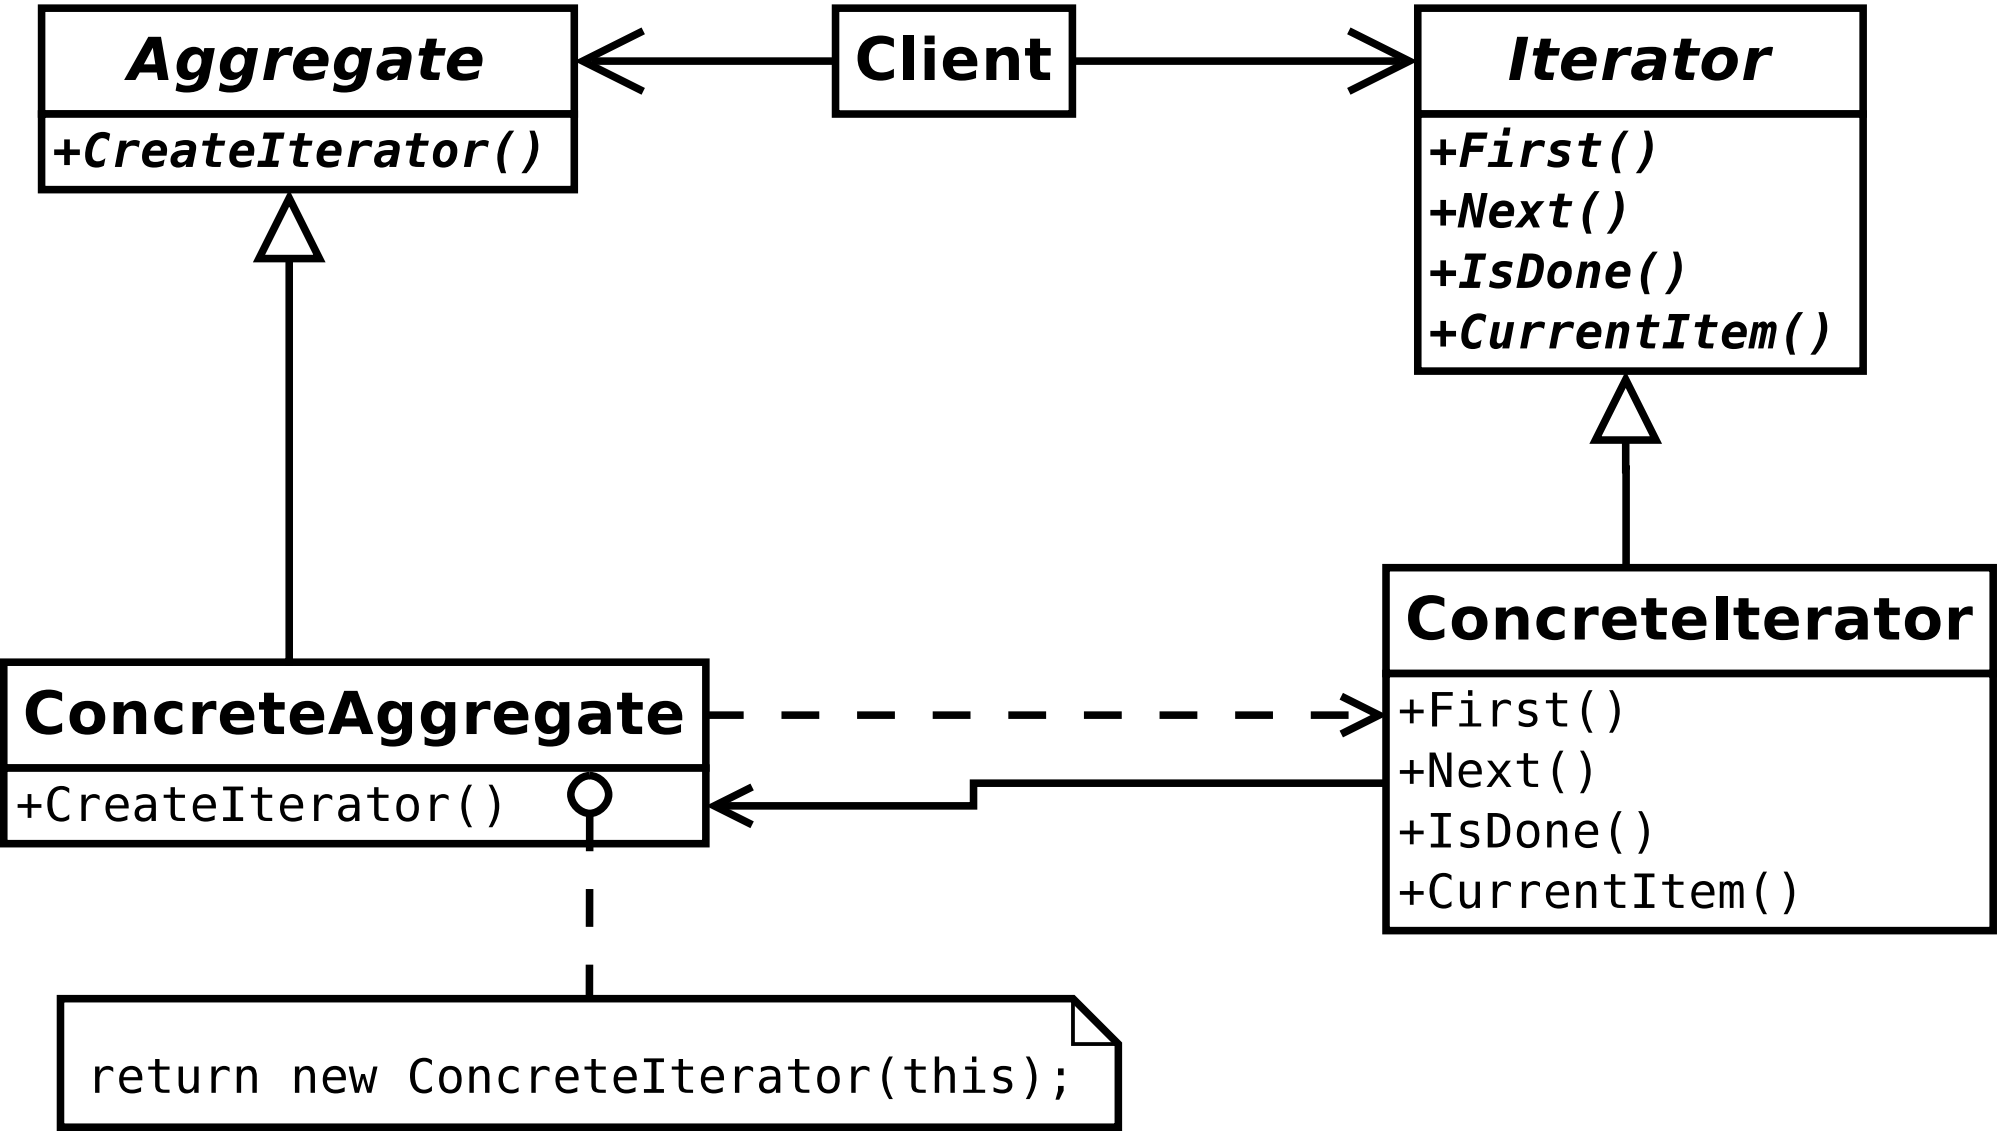 Aggregate
+CreateIterator()
Client
Iterator
+First()
+Next()
+IsDone()
+CurrentItem()
ConcreteAggregate
+CreateIterator()
ConcreteIterator
+First()
+Next()
+IsDone()
+CurrentItem()
return new ConcreteIterator(this);